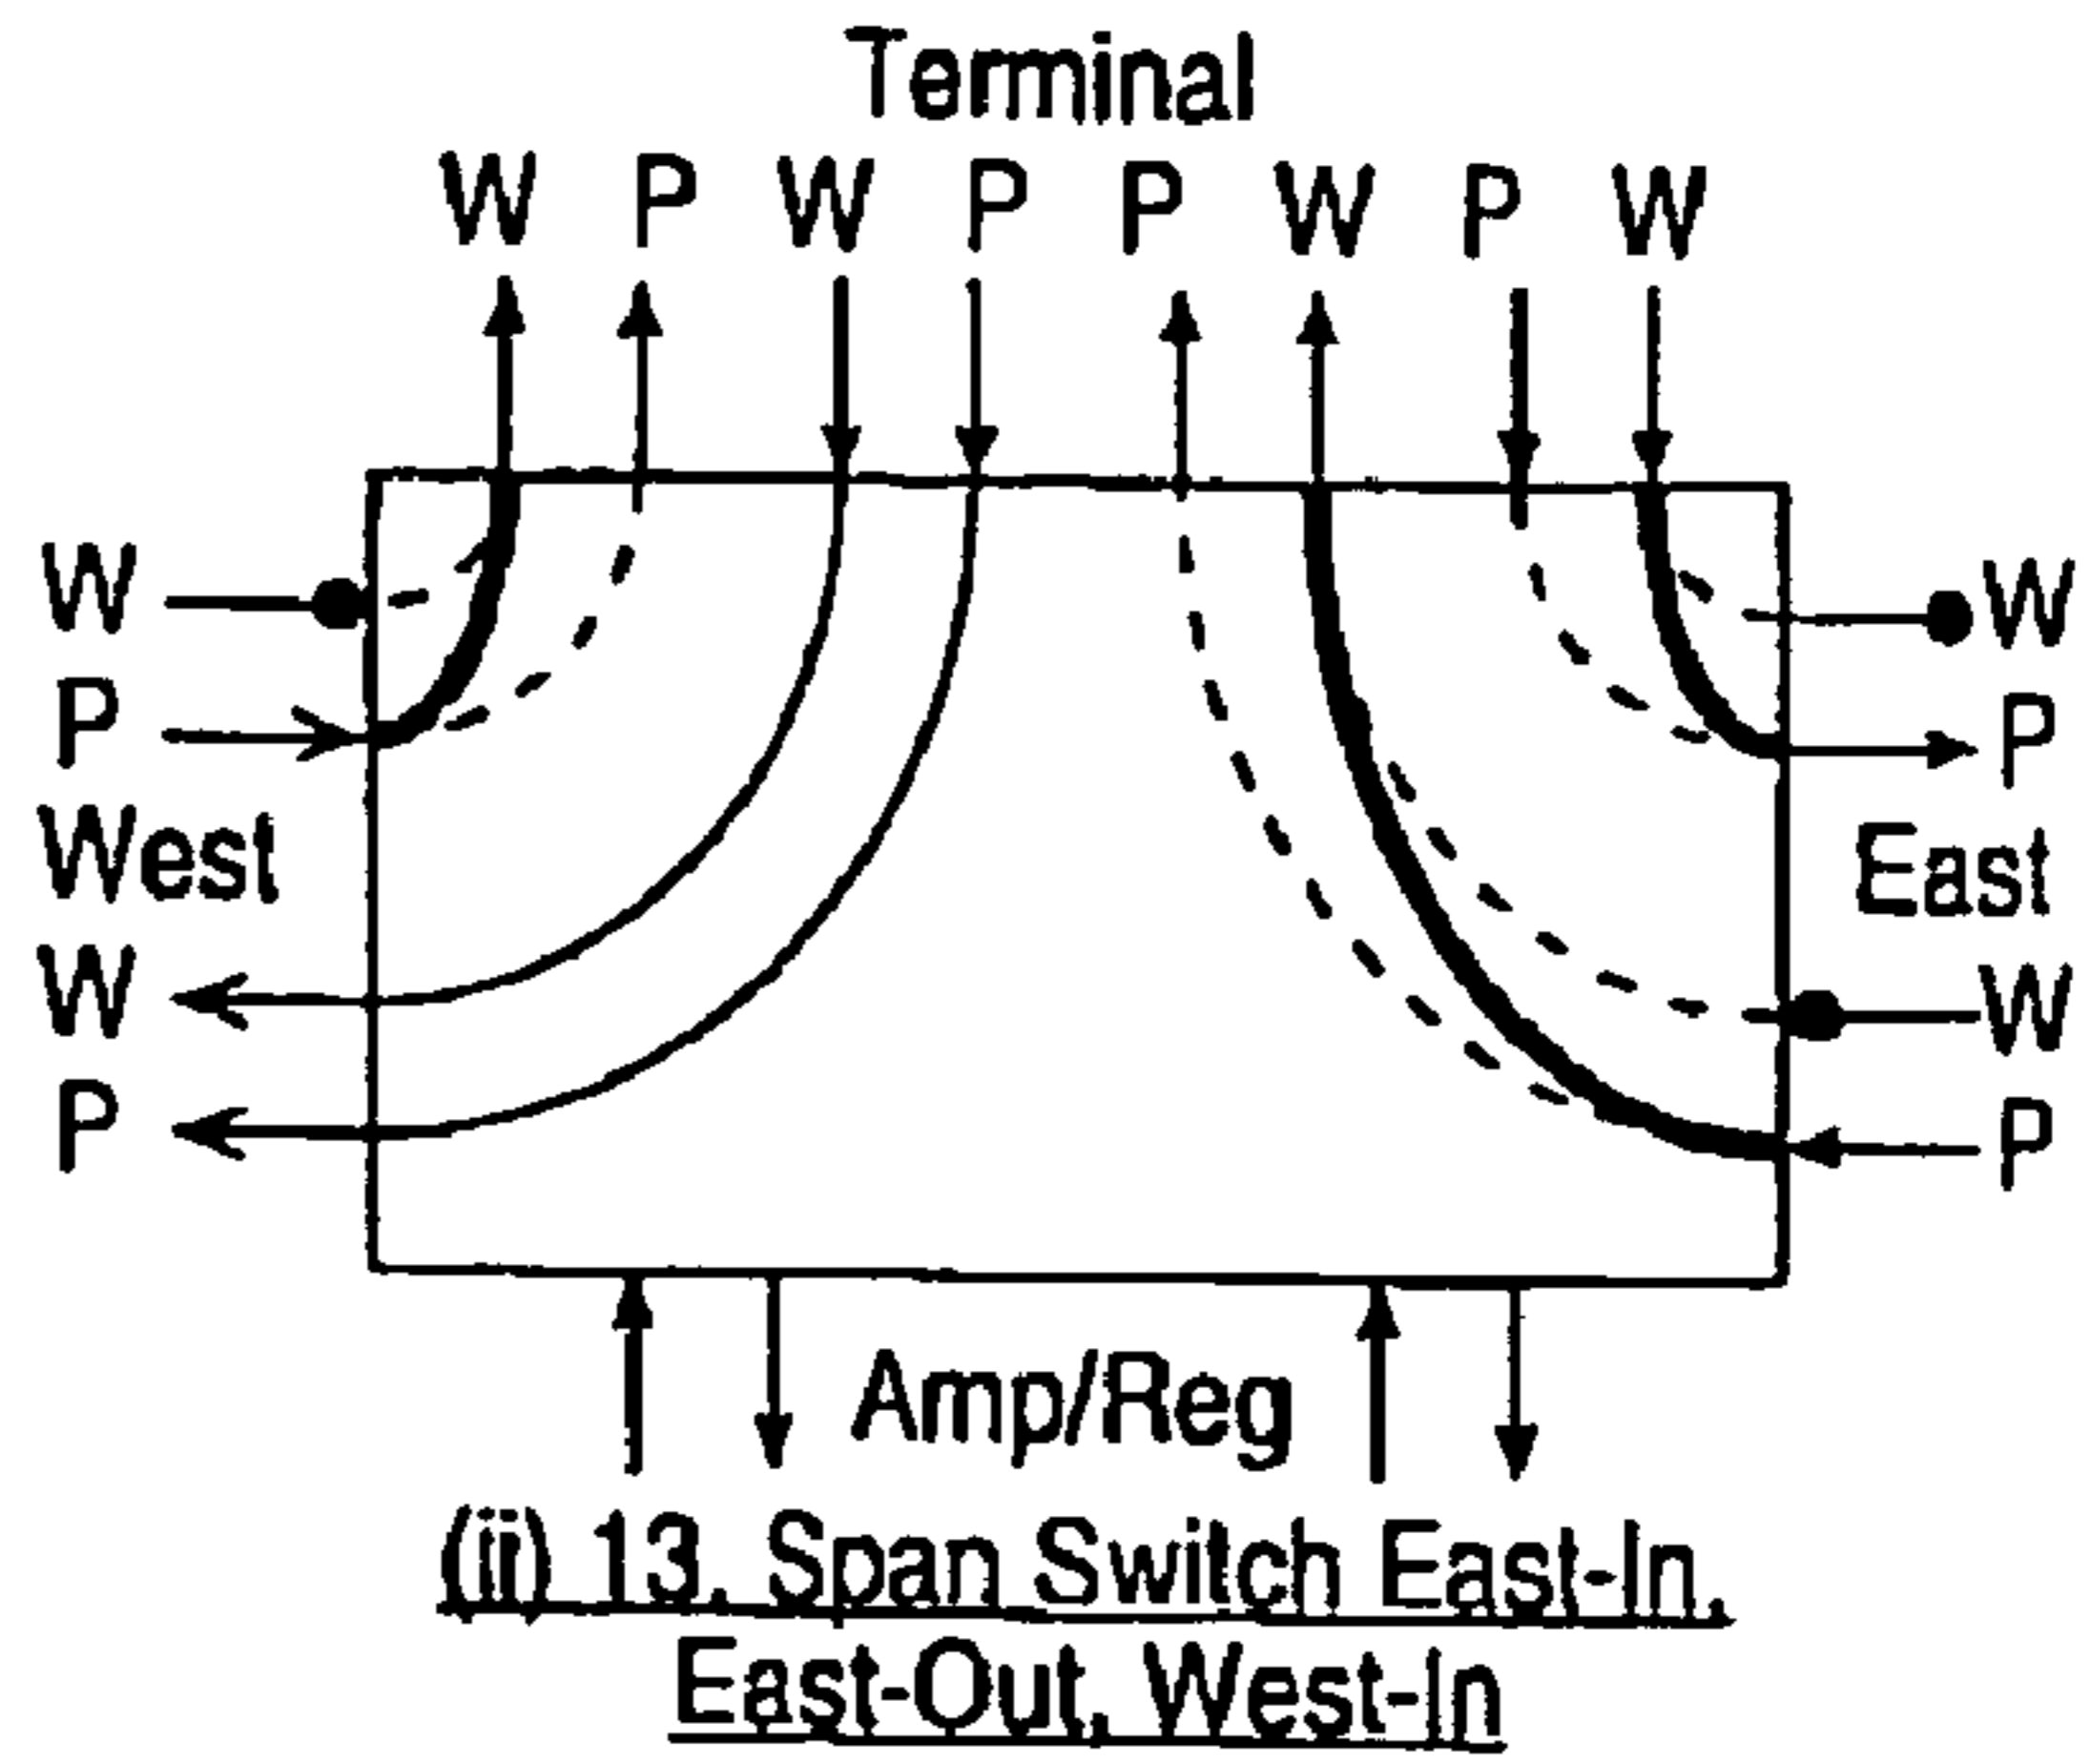 Terminal
W P W P P W P W
W W
P P
West East
W W
P P
Amp/Reg
(ii) 13. Span Switch East-In,
East-Out, West-In